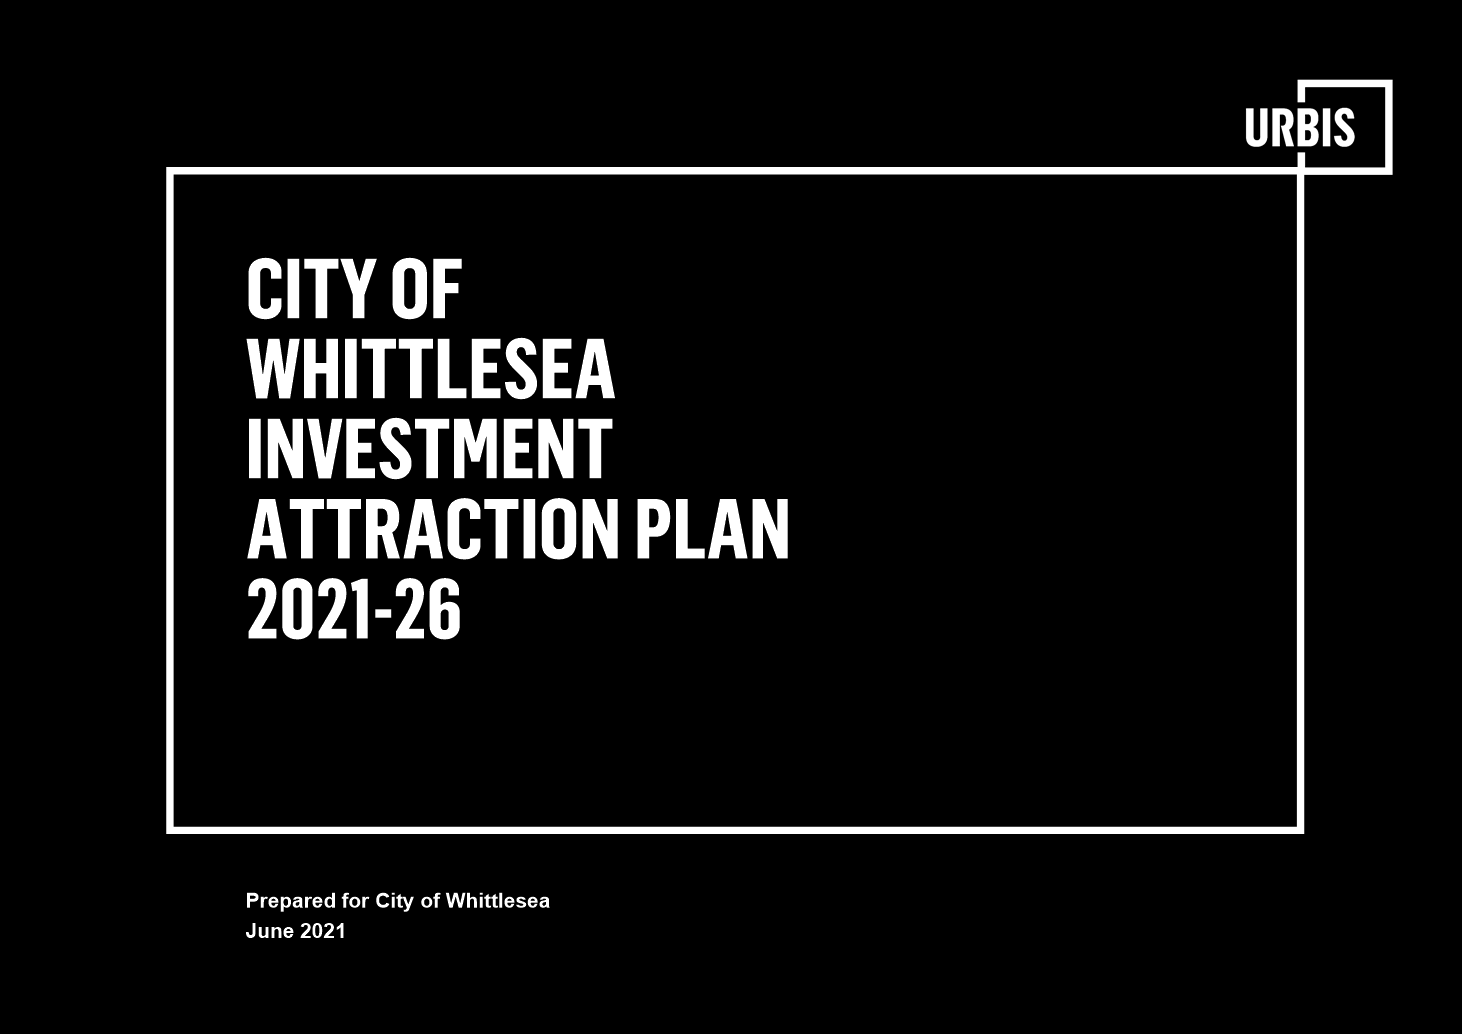 URBIS
CITY OF
WHITTLESEA
INVESTMENT
ATTRACTION PLAN
2021-26
Prepared for City of Whittlesea
June 2021